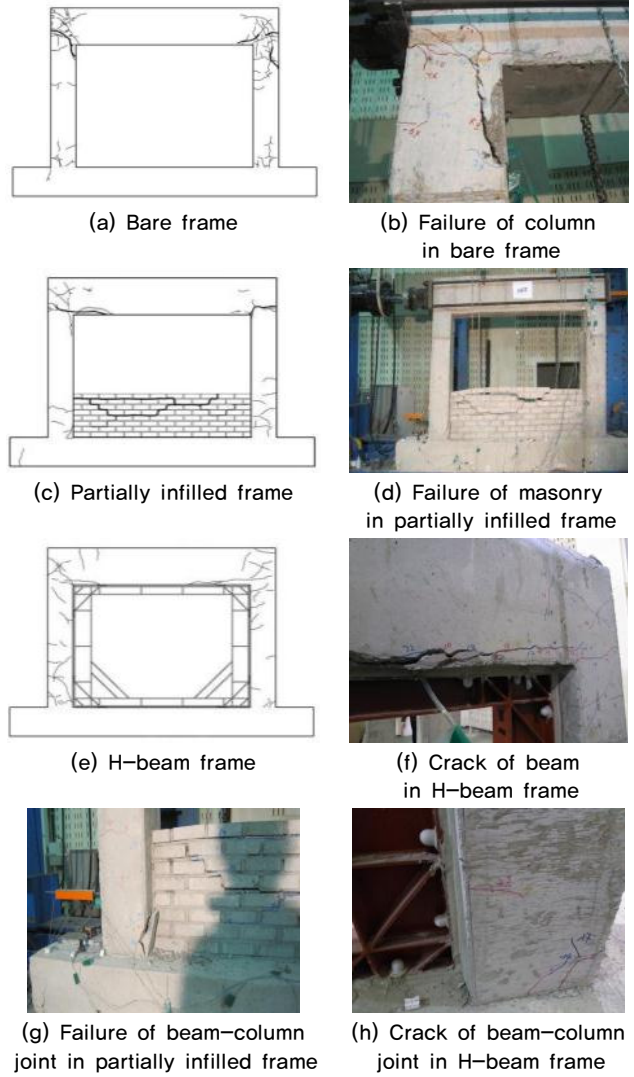 (a) Bare frame
(b) Failure of column
in bare frame
(c) Partially infilled frame
(d) Failure of masonry
in partially infilled frame
(e) H-beam frame
(f) Crack of beam
in H-beam frame
(g) Failure of beam-column
joint in partially infilled frame
(h) Crack of beam-column
joint in H-beam frame